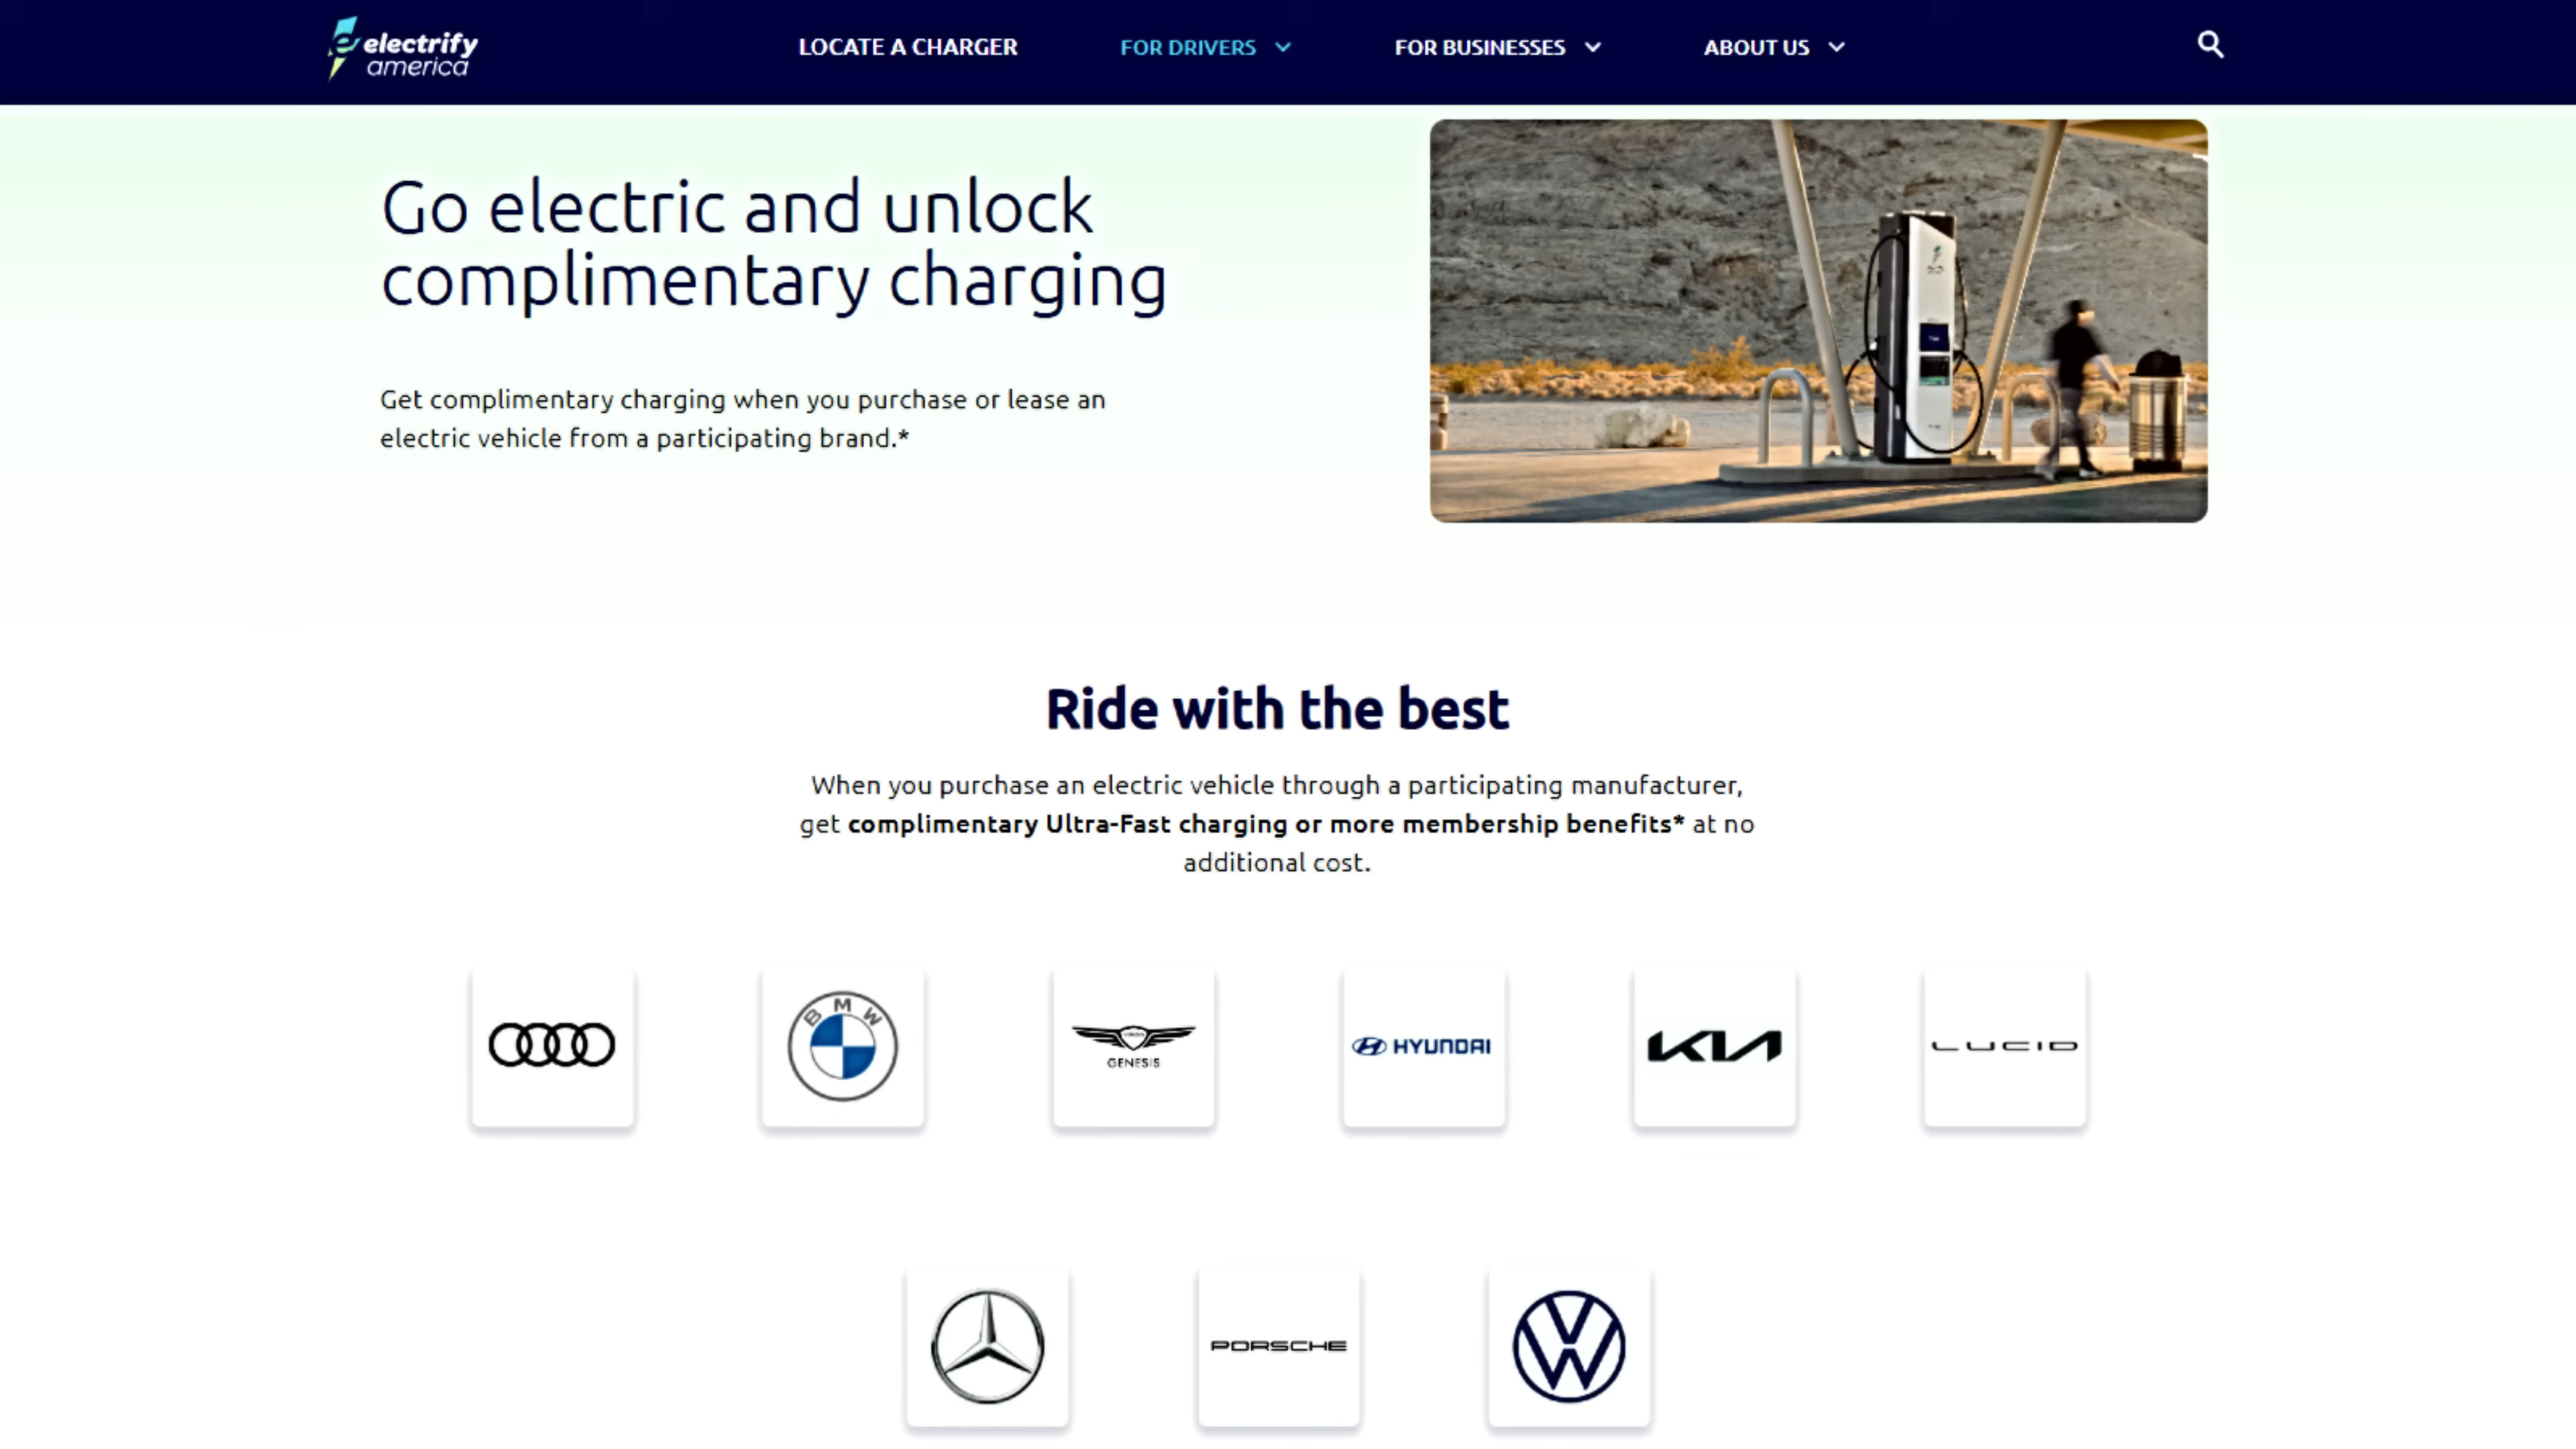 electrify
america
LOCATE A CHARGER
FOR DRIVERS
FOR BUSINESSES
ABOUT US
Go electric and unlock
complimentary charging
Get complimentary charging when you purchase or lease an
electric vehicle from a participating brand.*
Ride with the best
When you purchase an electric vehicle through a participating manufacturer,
get complimentary Ultra-Fast charging or more membership benefits* at no
additional cost.
BMW
GENESIS
HYUNDAI
KIA
LUCID
PORSCHE
VW